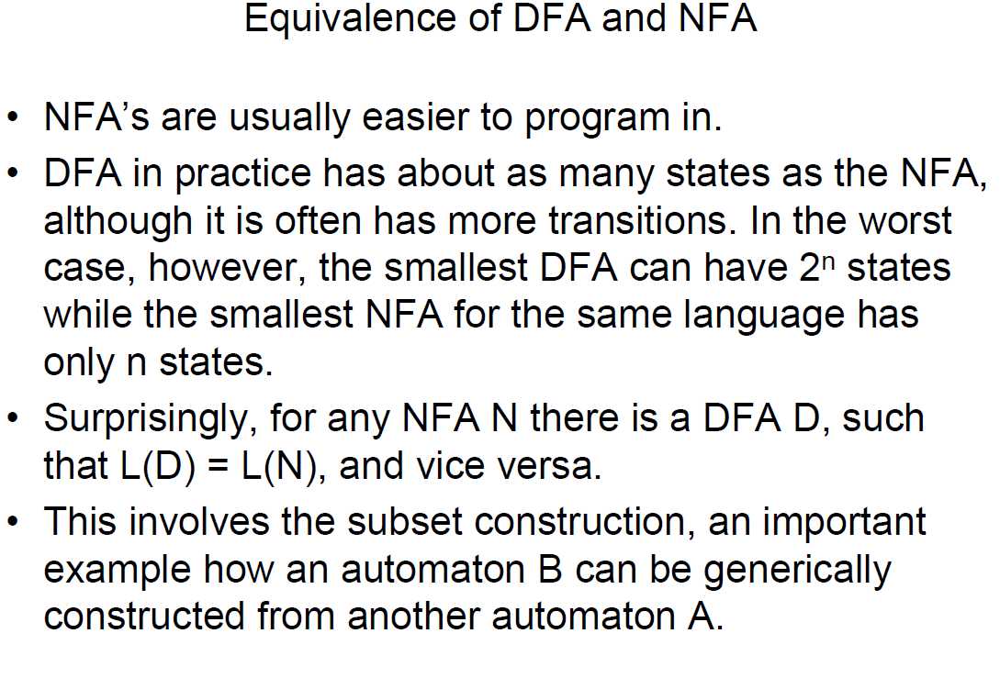 Equivalence of DFA and NFA
• NFA’s are usually easier to program in.
• DFA in practice has about as many states as the NFA,
although it is often has more transitions. In the worst
case, however, the smallest DFA can have 2ⁿ states
while the smallest NFA for the same language has
only n states.
• Surprisingly, for any NFA N there is a DFA D, such
that L(D) = L(N), and vice versa.
• This involves the subset construction, an important
example how an automaton B can be generically
constructed from another automaton A.